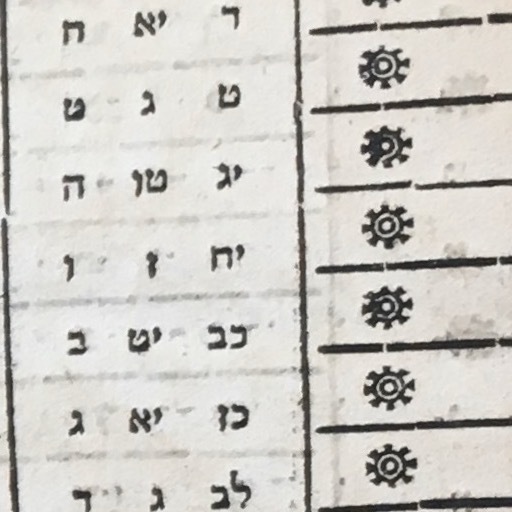 ד יא ח
ט ג ט
יג טו ה
יח ז ו
כב יט ב
כז יא ג
לב ג ד